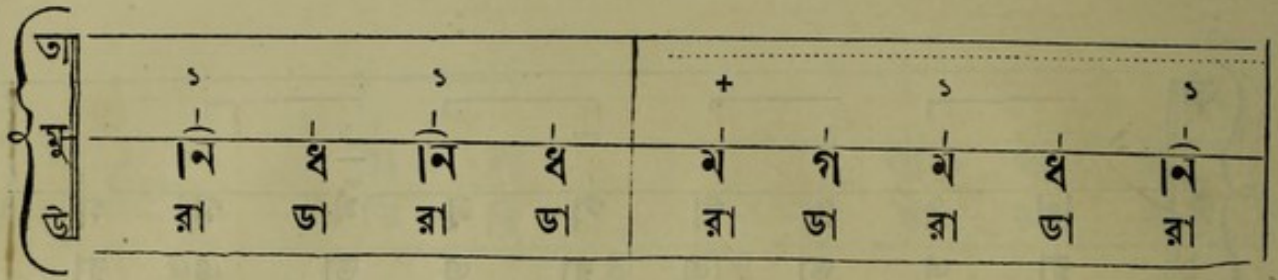 ১ ১ + ১ ১
নি ধ নি ধ ম গ ম ধ নি
রা ডা রা ডা রা ডা রা ডা রা